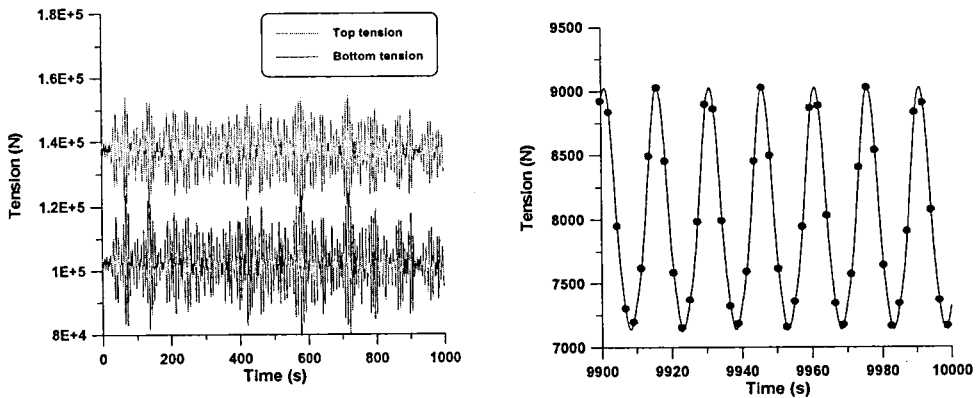 1.8E+5
1.6E+5
1.4E+5
1.2E+5
1E+5
8E+4
Tension (N)
Top tension
Bottom tension
0
200
400
600
800
1000
Time (s)
9500
9000
8500
8000
7500
7000
Tension (N)
9900
9920
9940
9960
9980
10000
Time (s)